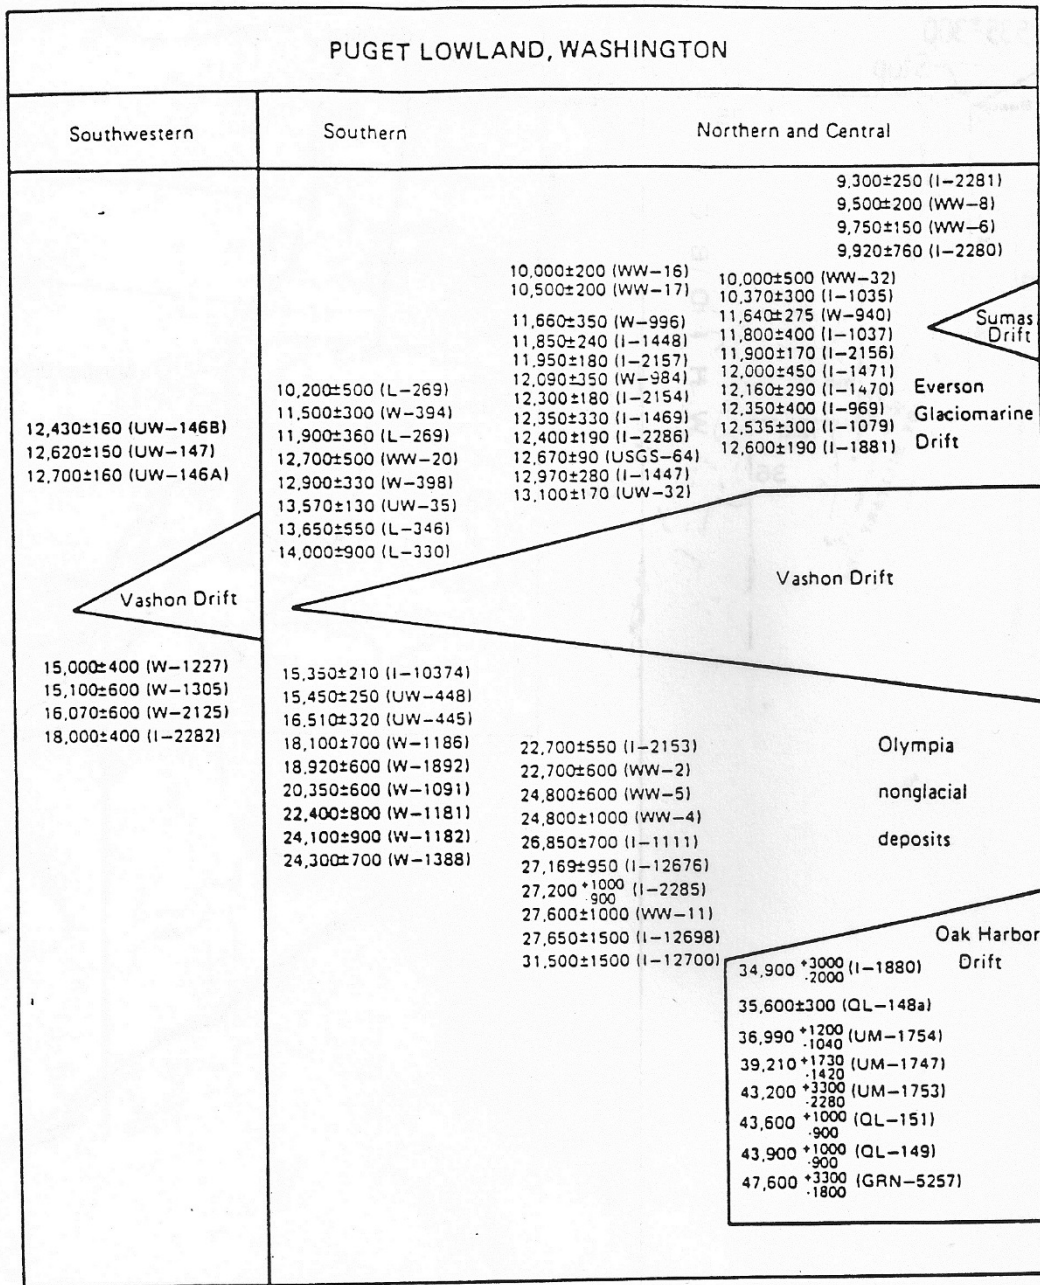 PUGET LOWLAND, WASHINGTON
Southwestern
Southern
Northern and Central
12,430±160 (UW-146B)
12,620±150 (UW-147)
12,700±160 (UW-146A)
Vashon Drift
15,000±400 (W-1227)
15,100±600 (W-1305)
16,070±600 (W-2125)
18,000±400 (I-2282)
10,200±500 (L-269)
11,500±300 (W-394)
11,900±360 (L-269)
12,700±500 (WW-20)
12,900±330 (W-398)
13,570±130 (UW-35)
13,650±550 (L-346)
14,000±900 (L-330)
15,350±210 (I-10374)
15,450±250 (UW-448)
16,510±320 (UW-445)
18,100±700 (W-1186)
18,920±600 (W-1892)
20,350±600 (W-1091)
22,400±800 (W-1181)
24,100±900 (W-1182)
24,300±700 (W-1388)
10,000±200 (WW-16)
10,500±200 (WW-17)
11,660±350 (W-996)
11,850±240 (I-1448)
11,950±180 (I-2157)
12,090±350 (W-984)
12,300±180 (I-2154)
12,350±330 (I-1469)
12,400±190 (I-2286)
12,670±90 (USGS-64)
12,970±280 (I-1447)
13,100±170 (UW-32)
9,300±250 (I-2281)
9,500±200 (WW-8)
9,750±150 (WW-6)
9,920±760 (I-2280)
10,000±500 (WW-32)
10,370±300 (I-1035)
11,640±275 (W-940)
11,800±400 (I-1037)
11,900±170 (I-2156)
12,000±450 (I-1471)
12,160±290 (I-1470)
12,350±400 (I-969)
12,535±300 (I-1079)
12,600±190 (I-1881)
Sumas
Drift
Everson
Glaciomarine
Drift
Vashon Drift
22,700±550 (I-2153)
22,700±600 (WW-2)
24,800±600 (WW-5)
24,800±1000 (WW-4)
26,850±700 (I-1111)
27,169±950 (I-12676)
27,200 +1000 -900 (I-2285)
27,600±1000 (WW-11)
27,650±1500 (I-12698)
31,500±1500 (I-12700)
Olympia
nonglacial
deposits
Oak Harbor
Drift
34,900 +3000 -2000 (I-1880)
35,600±300 (QL-148a)
36,990 +1200 -1040 (UM-1754)
39,210 +1730 -1420 (UM-1747)
43,200 +3300 -2280 (UM-1753)
43,600 +1000 -900 (QL-151)
43,900 +1000 -900 (QL-149)
47,600 +3300 -1800 (GRN-5257)